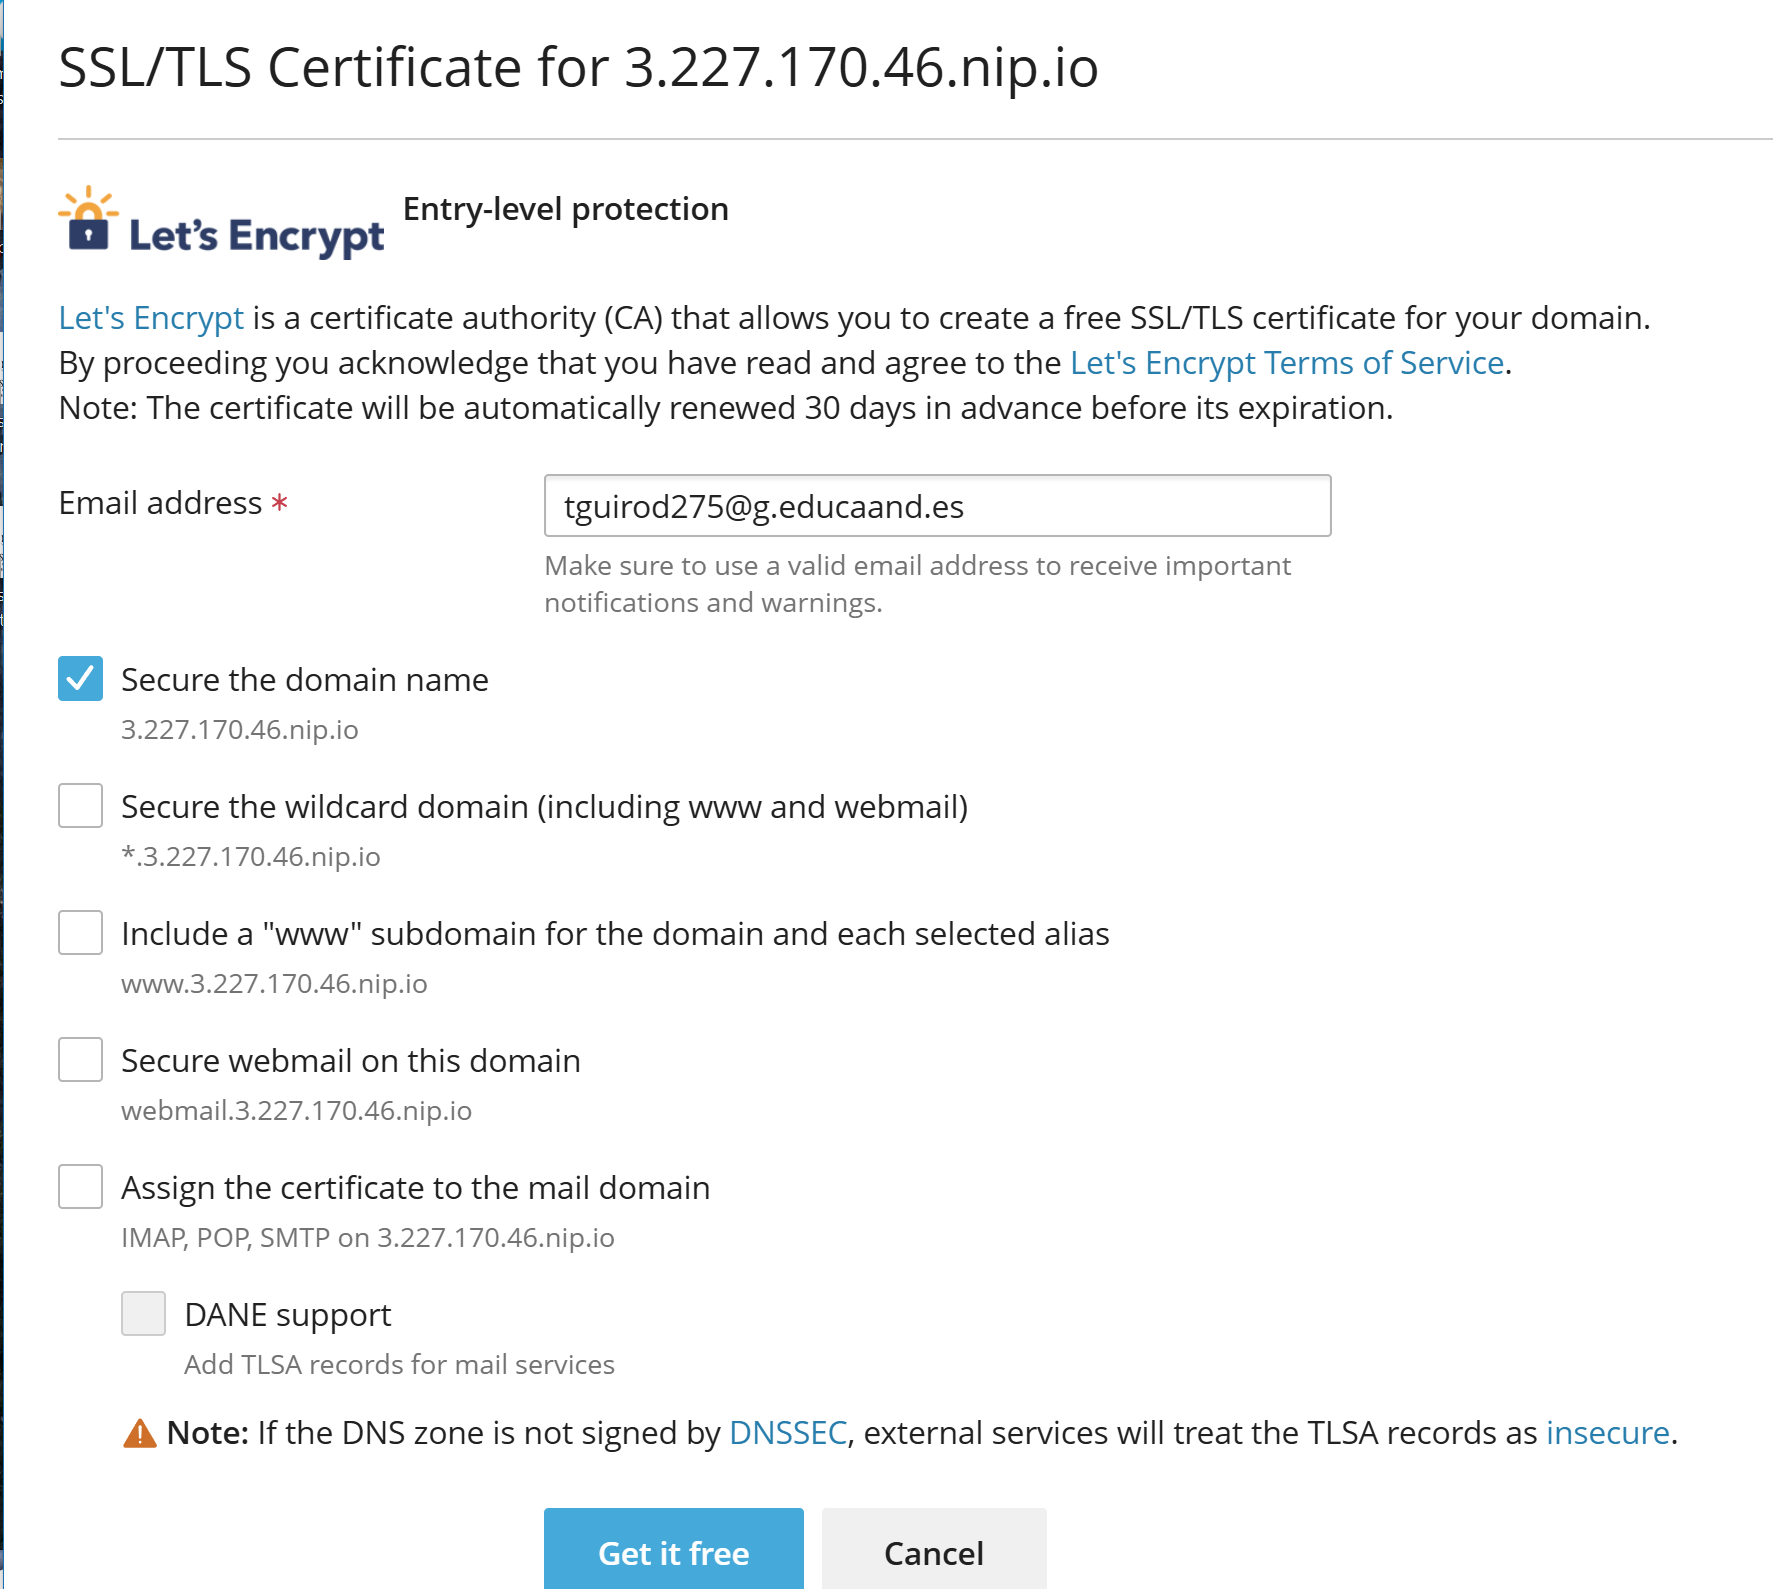 SSL/TLS Certificate for 3.227.170.46.nip.io
Let's Encrypt
Entry-level protection
Let's Encrypt is a certificate authority (CA) that allows you to create a free SSL/TLS certificate for your domain.
By proceeding you acknowledge that you have read and agree to the Let's Encrypt Terms of Service.
Note: The certificate will be automatically renewed 30 days in advance before its expiration.
Email address *
tguirod275@g.educaand.es
Make sure to use a valid email address to receive important
notifications and warnings.
Secure the domain name
3.227.170.46.nip.io
Secure the wildcard domain (including www and webmail)
*.3.227.170.46.nip.io
Include a "www" subdomain for the domain and each selected alias
www.3.227.170.46.nip.io
Secure webmail on this domain
webmail.3.227.170.46.nip.io
Assign the certificate to the mail domain
IMAP, POP, SMTP on 3.227.170.46.nip.io
DANE support
Add TLSA records for mail services
Note: If the DNS zone is not signed by DNSSEC, external services will treat the TLSA records as insecure.
Get it free
Cancel